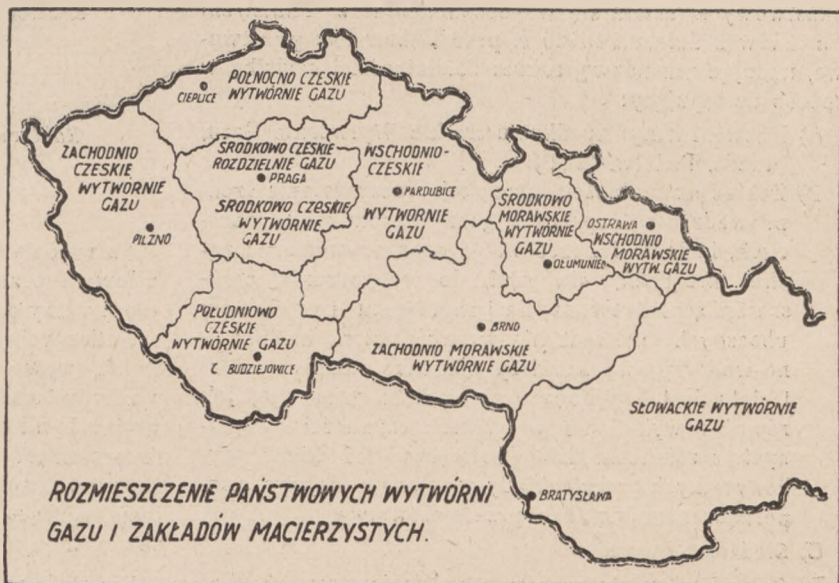 PÓŁNOCNO CZESKIE
WYTWÓRNIE GAZU
CIEPLICE
ZACHODNIO
CZESKIE
WYTWÓRNIE
GAZU
PILZNO
ŚRODKOWO CZESKIE
ROZDZIELNIE GAZU
PRAGA
ŚRODKOWO CZESKIE
WYTWÓRNIE
GAZU
WSCHODNIO-
CZESKIE
PARDUBICE
WYTWÓRNIE
GAZU
ŚRODKOWO
MORAWSKIE
WYTWÓRNIE
GAZU
OŁUMUNIEC
OSTRAWA
WSCHODNIO
MORAWSKIE
WYTW. GAZU
POŁUDNIOWO
CZESKIE
WYTWÓRNIE GAZU
C. BUDZIEJOWICE
BRNO
ZACHODNIO MORAWSKIE
WYTWÓRNIE GAZU
SŁOWACKIE WYTWÓRNIE
GAZU
BRATYSŁAWA
ROZMIESZCZENIE PAŃSTWOWYCH WYTWÓRNI
GAZU I ZAKŁADÓW MACIERZYSTYCH.